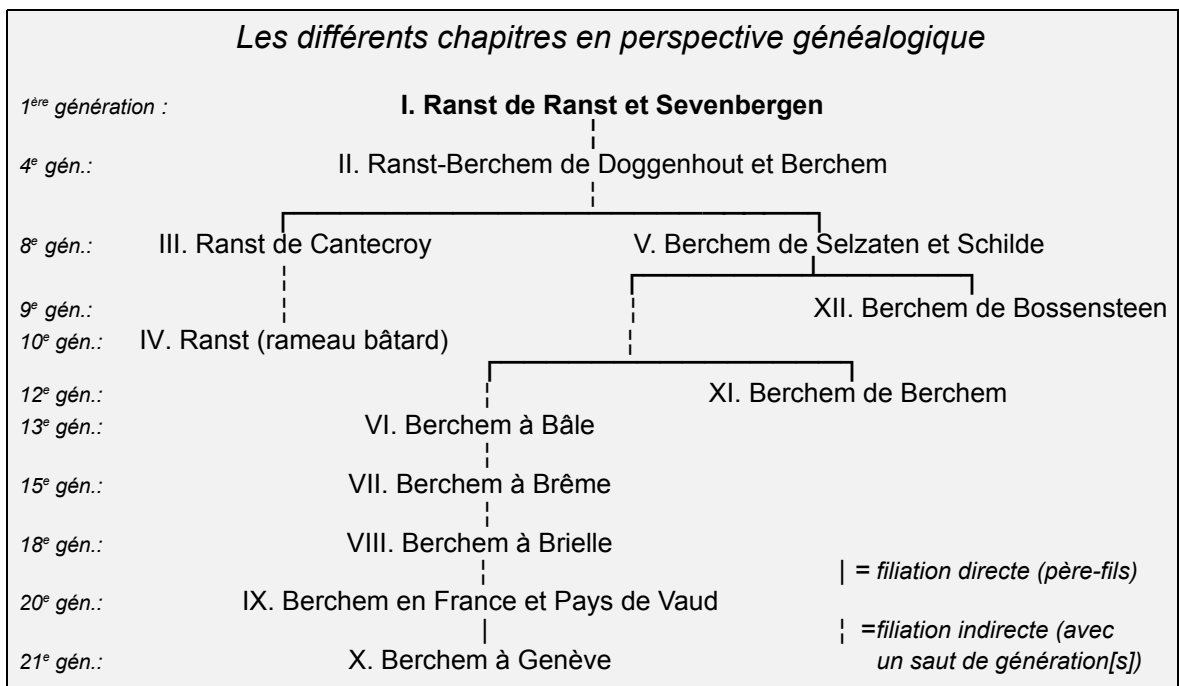 Les différents chapitres en perspective généalogique
1ère génération : I. Ranst de Ranst et Sevenbergen
4e gén.: II. Ranst-Berchem de Doggenhout et Berchem
8e gén.: III. Ranst de Cantecroy V. Berchem de Selzaten et Schilde
9e gén.: XII. Berchem de Bossensteen
10e gén.: IV. Ranst (rameau bâtard)
12e gén.: XI. Berchem de Berchem
13e gén.: VI. Berchem à Bâle
15e gén.: VII. Berchem à Brême
18e gén.: VIII. Berchem à Brielle
| = filiation directe (père-fils)
20e gén.: IX. Berchem en France et Pays de Vaud
¦ =filiation indirecte (avec
21e gén.: X. Berchem à Genève un saut de génération[s])